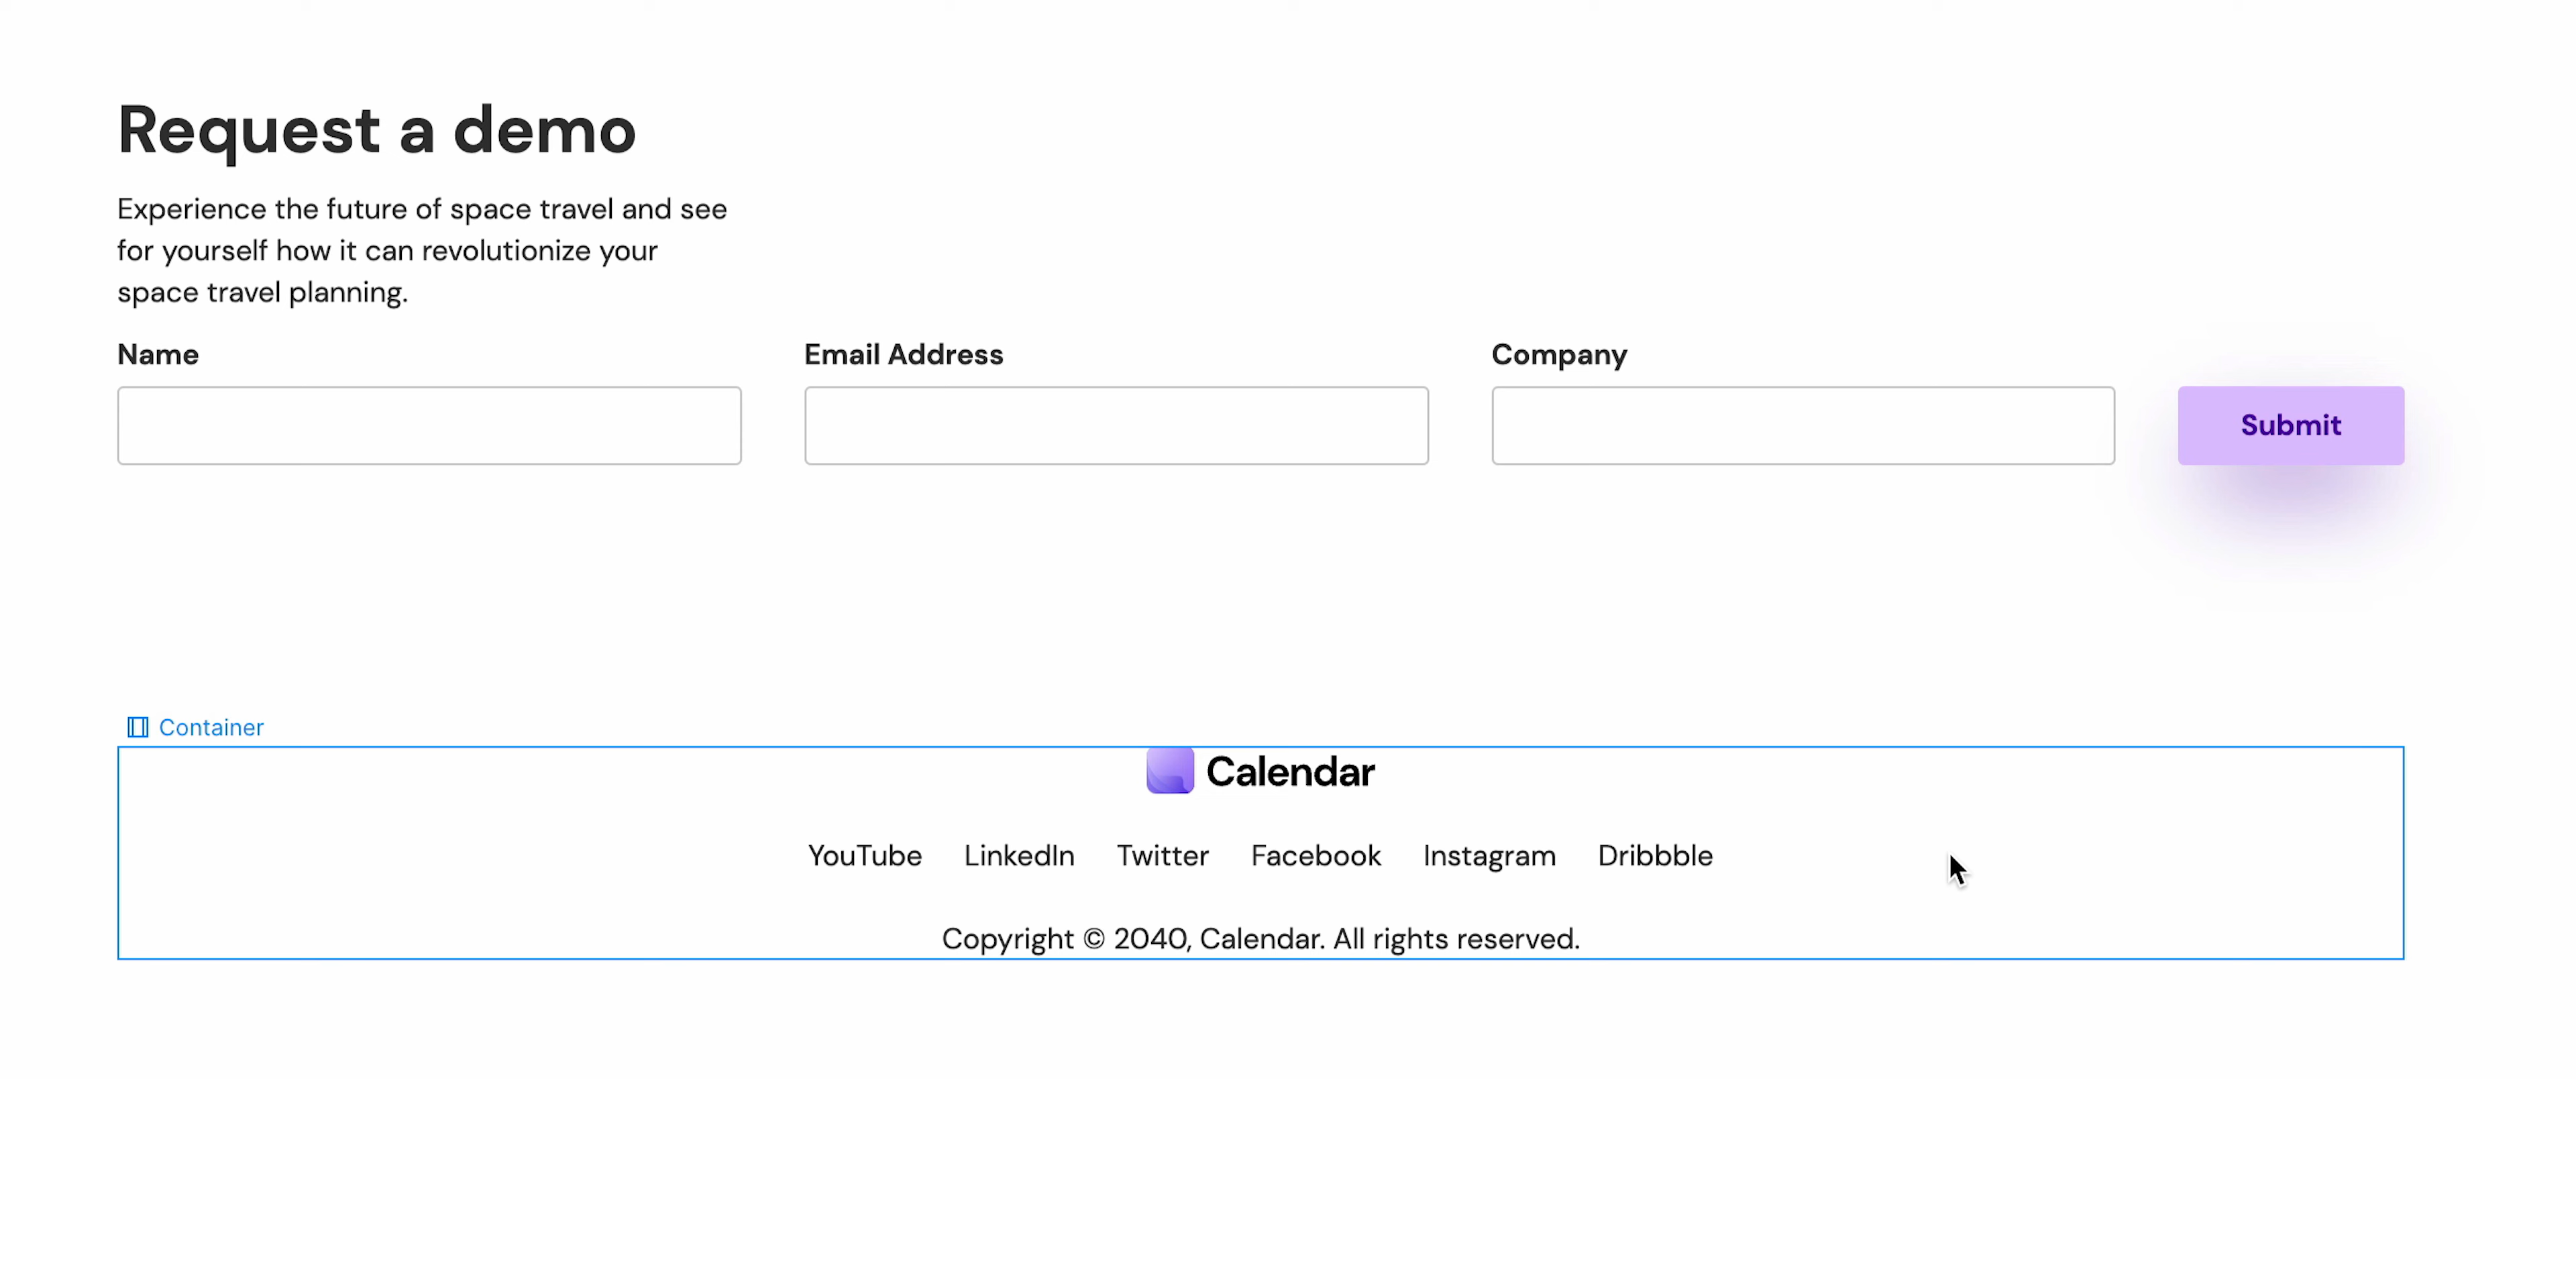 Request a demo
Experience the future of space travel and see
for yourself how it can revolutionize your
space travel planning.
Name
Email Address
Company
Submit
Container
Calendar
YouTube LinkedIn Twitter Facebook Instagram Dribbble
Copyright © 2040, Calendar. All rights reserved.